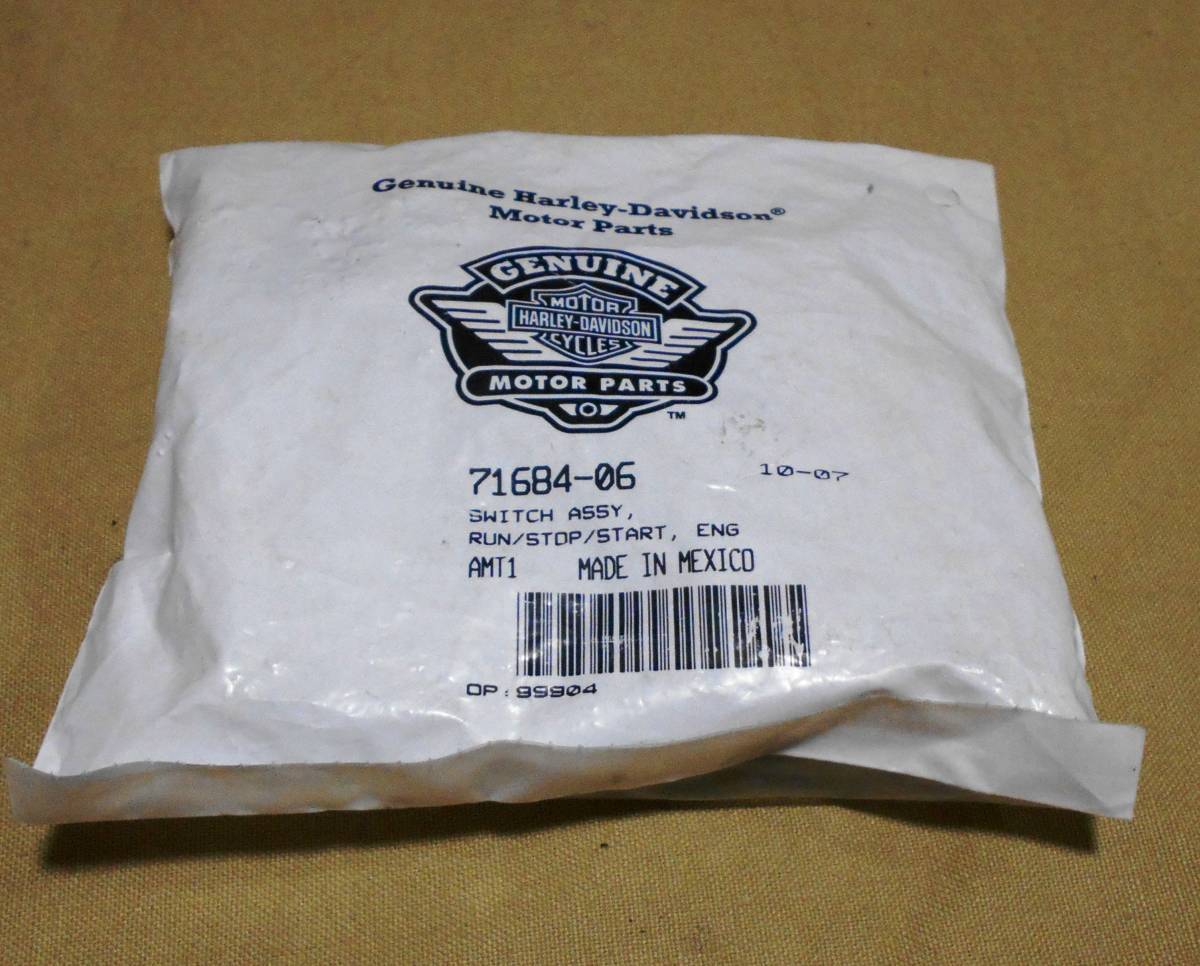 Genuine Harley-Davidson®
Motor Parts
GENUINE
MOTOR
HARLEY-DAVIDSON
CYCLES
MOTOR PARTS
TM
71684-06 10-07
SWITCH ASSY,
RUN/STOP/START, ENG
AMT1 MADE IN MEXICO
OP: 99904